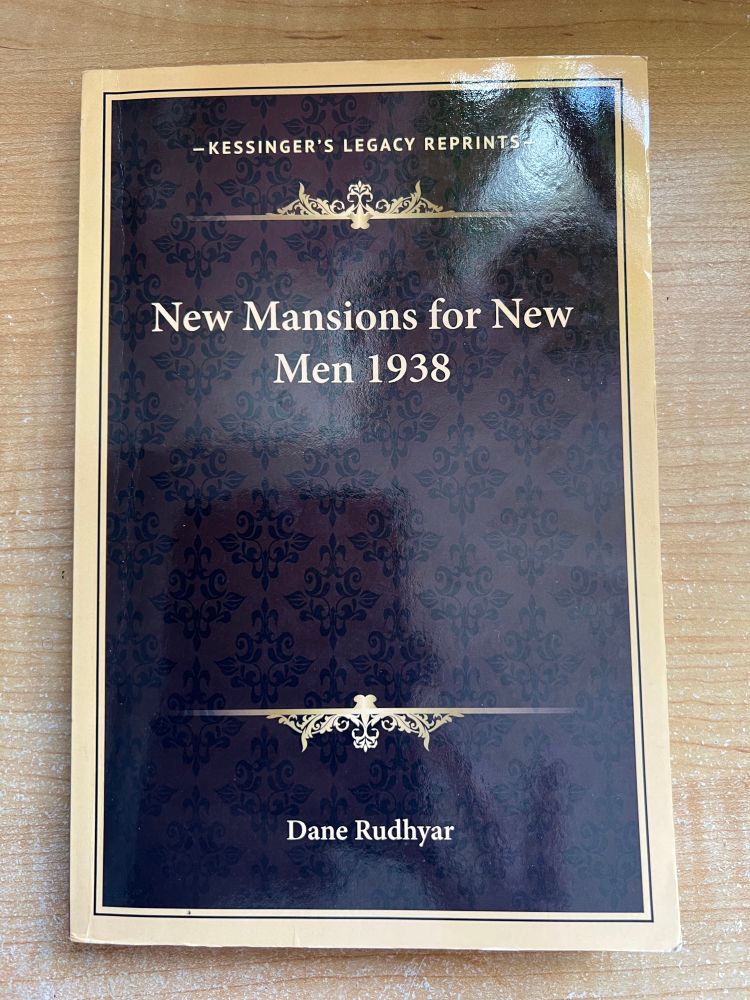 —KESSINGER'S LEGACY REPRINTS—
New Mansions for New
Men 1938
Dane Rudhyar